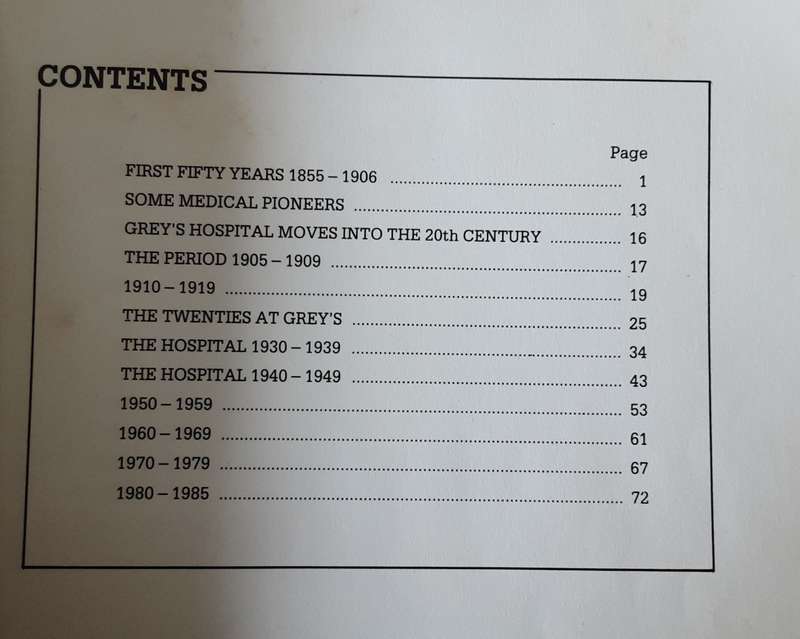 CONTENTS
Page
FIRST FIFTY YEARS 1855 – 1906 ........................................ 1
SOME MEDICAL PIONEERS ........................................ 13
GREY'S HOSPITAL MOVES INTO THE 20th CENTURY ................ 16
THE PERIOD 1905 – 1909 ........................................ 17
1910 – 1919 ........................................ 19
THE TWENTIES AT GREY'S ........................................ 25
THE HOSPITAL 1930 – 1939 ........................................ 34
THE HOSPITAL 1940 – 1949 ........................................ 43
1950 – 1959 ........................................ 53
1960 – 1969 ........................................ 61
1970 – 1979 ........................................ 67
1980 – 1985 ........................................ 72